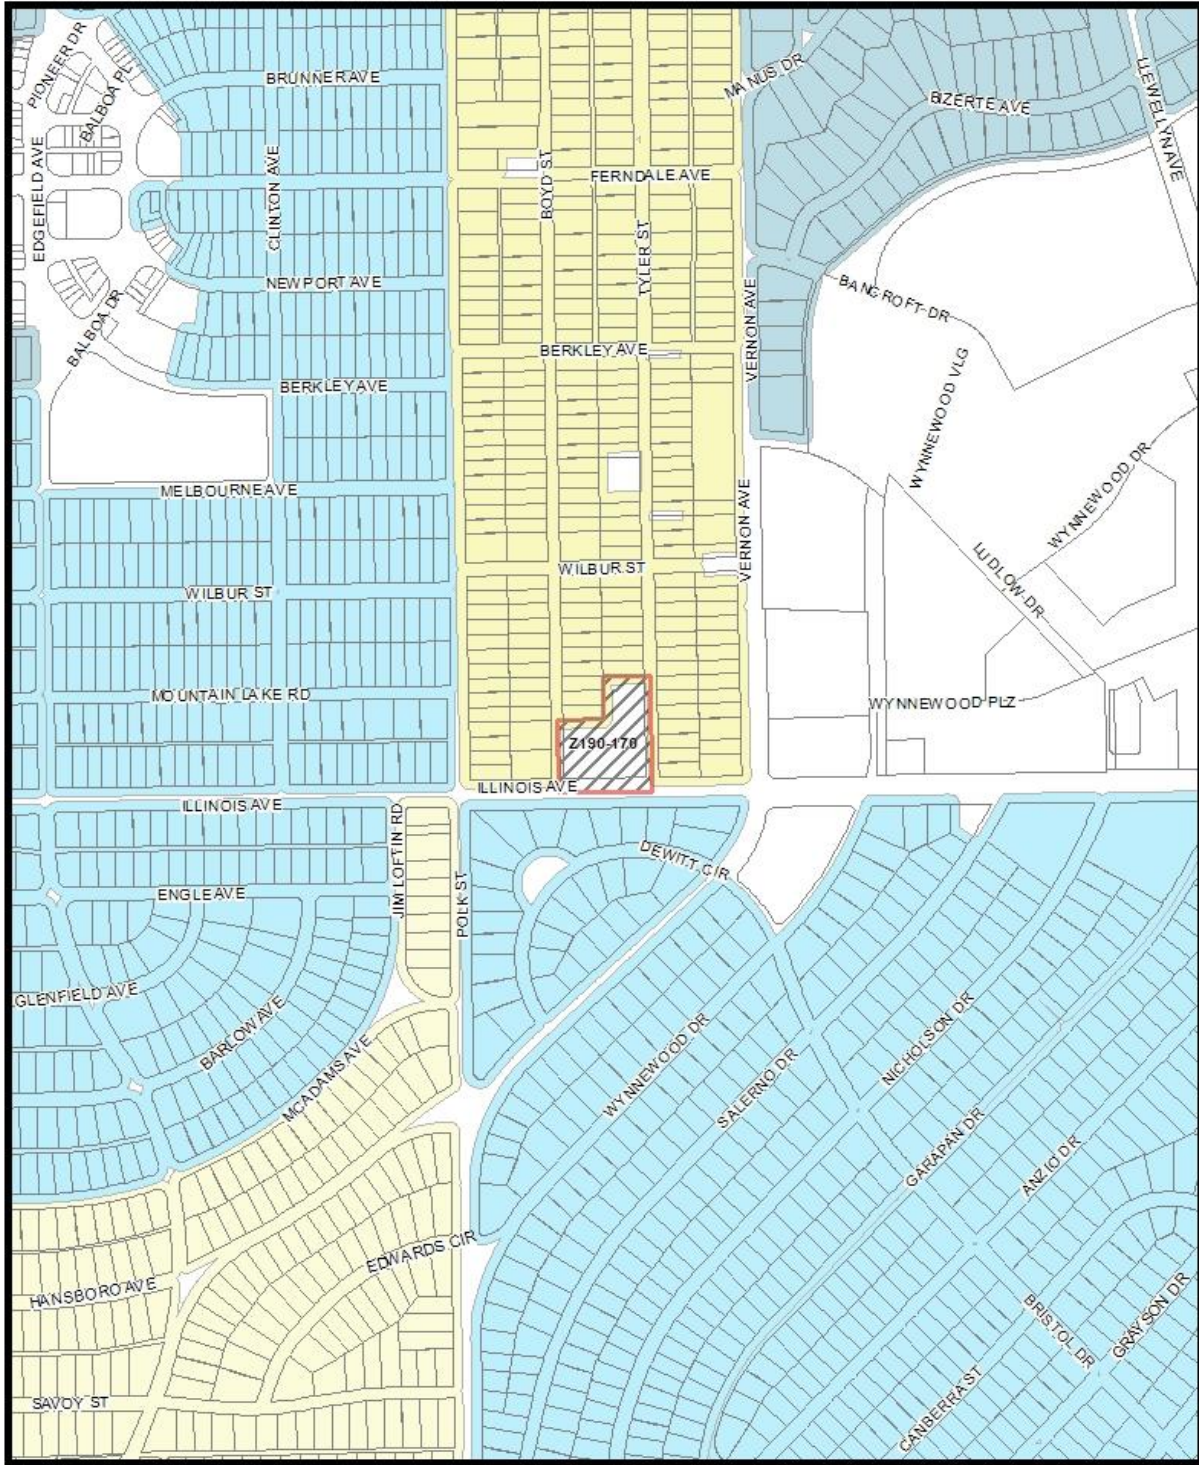 PIONEER DR
BRUNNER AVE
MANUS DR
LLEWELLYN AVE
BALBOA PL
BIZERTE AVE
EDGEFIELD AVE
CLINTON AVE
BOYD ST
FERNDALE AVE
TYLER ST
NEWPORT AVE
BANCROFT DR
BALBOA DR
VERNON AVE
BERKLEY AVE
BERKLEY AVE
WYNNEWOOD VLG
MELBOURNE AVE
WYNNEWOOD DR
VERNON AVE
WILBUR ST
WILBUR ST
LUDLOW DR
MOUNTAIN LAKE RD
WYNNEWOOD PLZ
Z190-170
ILLINOIS AVE
ILLINOIS AVE
JIM LOFTIN RD
DEWITT CIR
ENGLE AVE
POLK ST
GLENFIELD AVE
BARLOW AVE
MCADAMS AVE
WYNNEWOOD DR
SALERNO DR
NICHOLSON DR
GARAPAN DR
ANZIO DR
EDWARDS CIR
HANSBORO AVE
BRISTOL DR
GRAYSON DR
SAVOY ST
CANBERRA ST